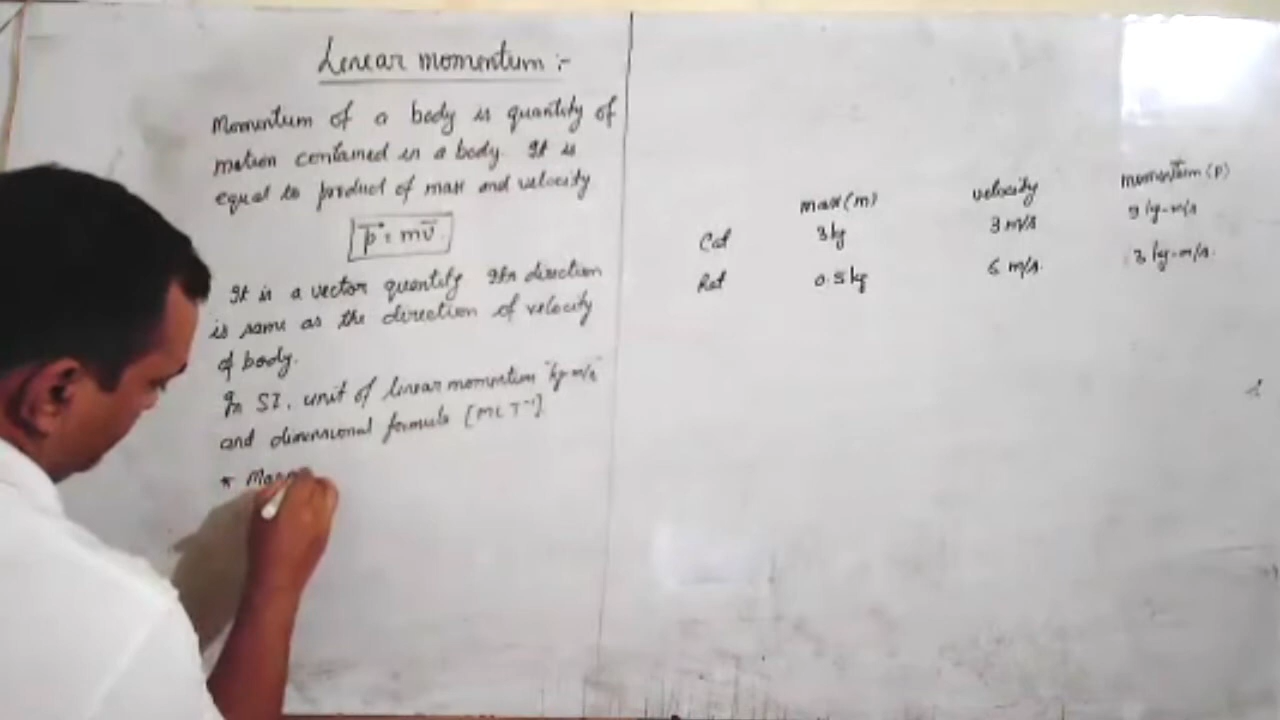 Linear momentum :-
Momentum of a body is quantity of
motion contained in a body. It is
equal to product of mass and velocity
p⃗ = mv⃗
It is a vector quantity Its direction
is same as the direction of velocity
of body.
In SI, unit of linear momentum "kg m/s"
and dimensional formula [MLT⁻¹]
*
mass(m) velocity momentum(p)
Cat 3kg 3 m/s 9 kg-m/s
Rat 0.5kg 6 m/s. 3 kg-m/s.